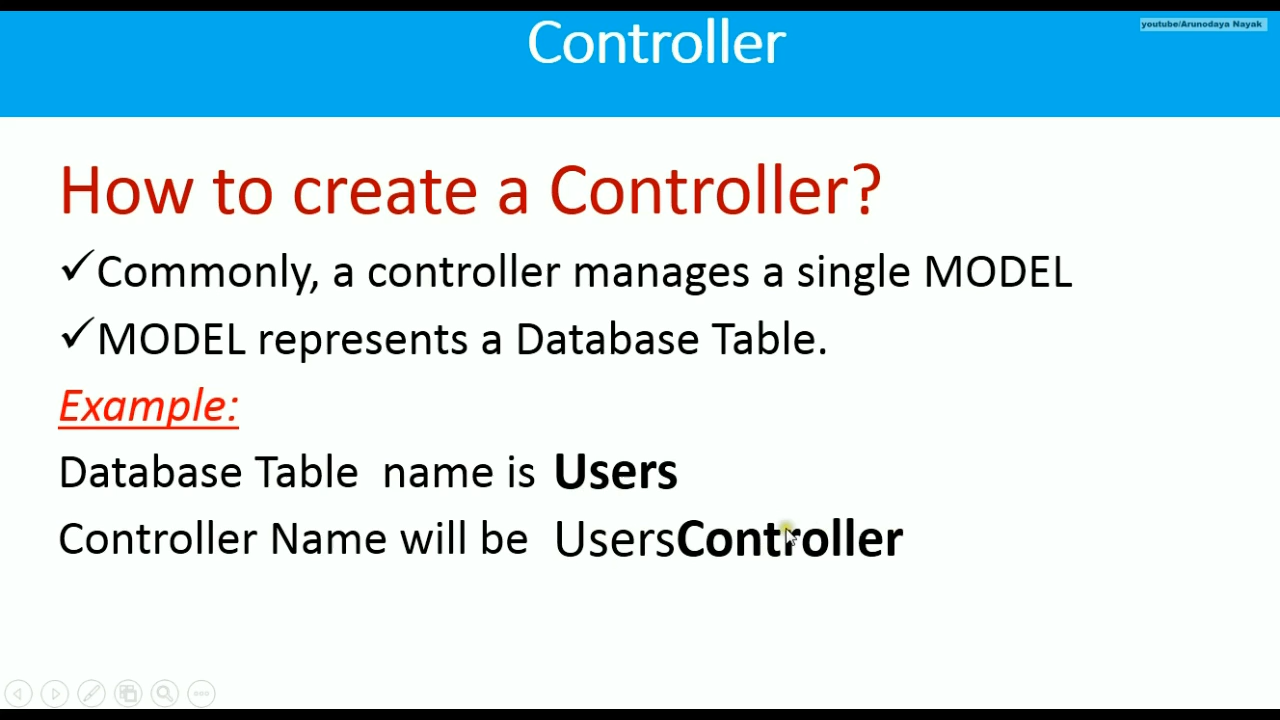 Controller
youtube/Arunodaya Nayak
How to create a Controller?
✓Commonly, a controller manages a single MODEL
✓MODEL represents a Database Table.
Example:
Database Table name is Users
Controller Name will be UsersController